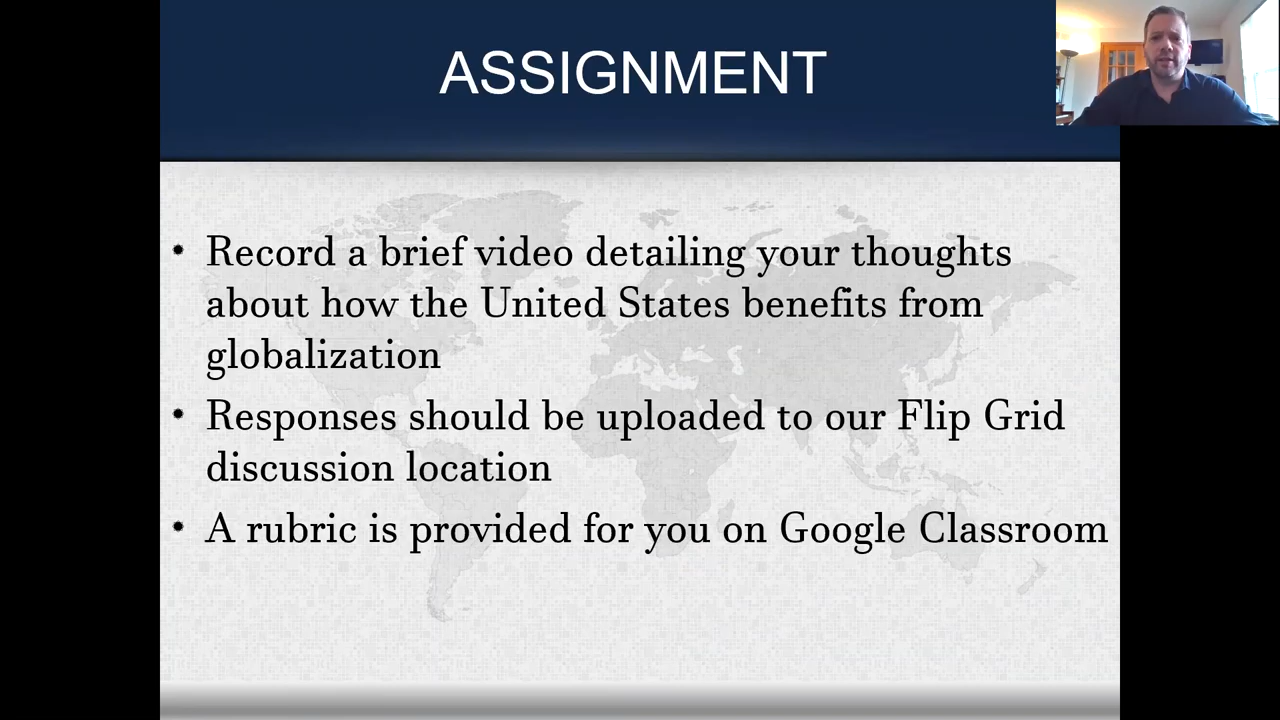 ASSIGNMENT
• Record a brief video detailing your thoughts
about how the United States benefits from
globalization
• Responses should be uploaded to our Flip Grid
discussion location
• A rubric is provided for you on Google Classroom